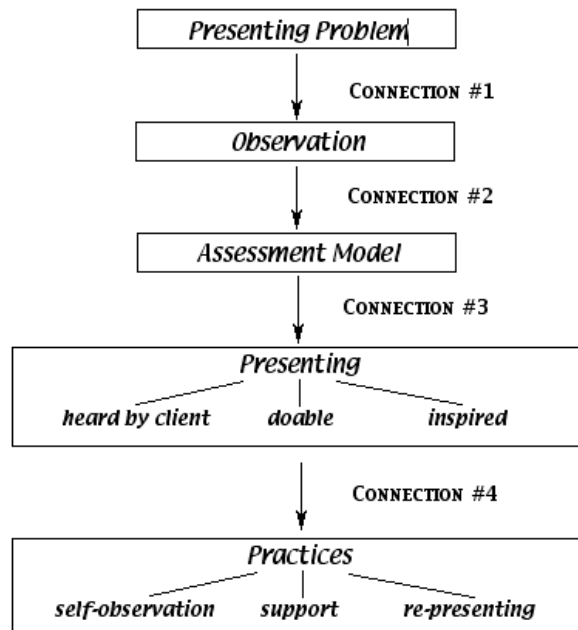 Presenting Problem
CONNECTION #1
Observation
CONNECTION #2
Assessment Model
CONNECTION #3
Presenting
heard by client doable inspired
CONNECTION #4
Practices
self-observation support re-presenting